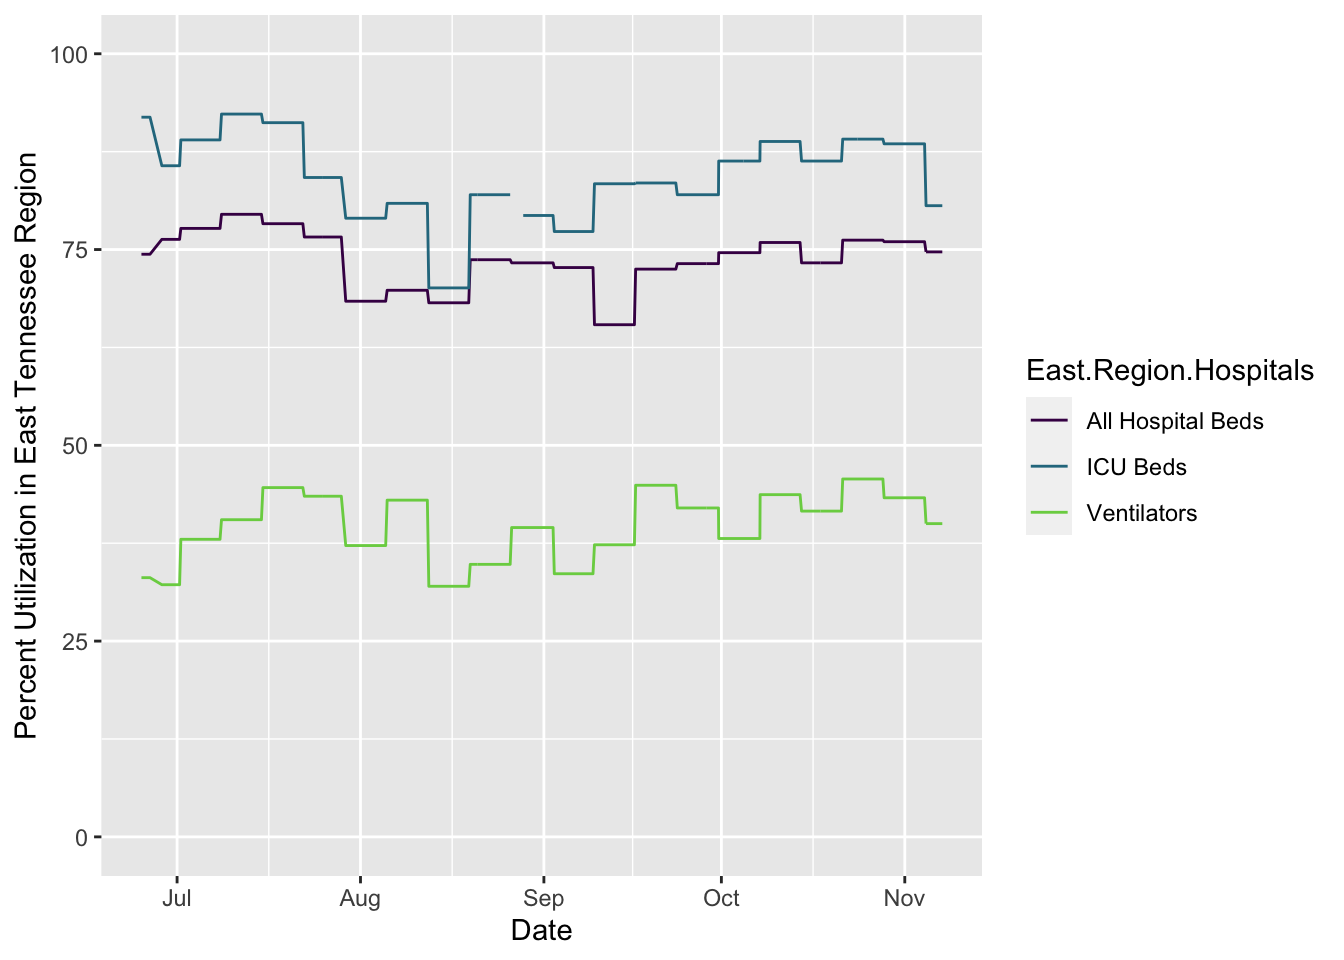 Percent Utilization in East Tennessee Region
100
75
50
25
0
Jul Aug Sep Oct Nov
Date
East.Region.Hospitals
All Hospital Beds
ICU Beds
Ventilators